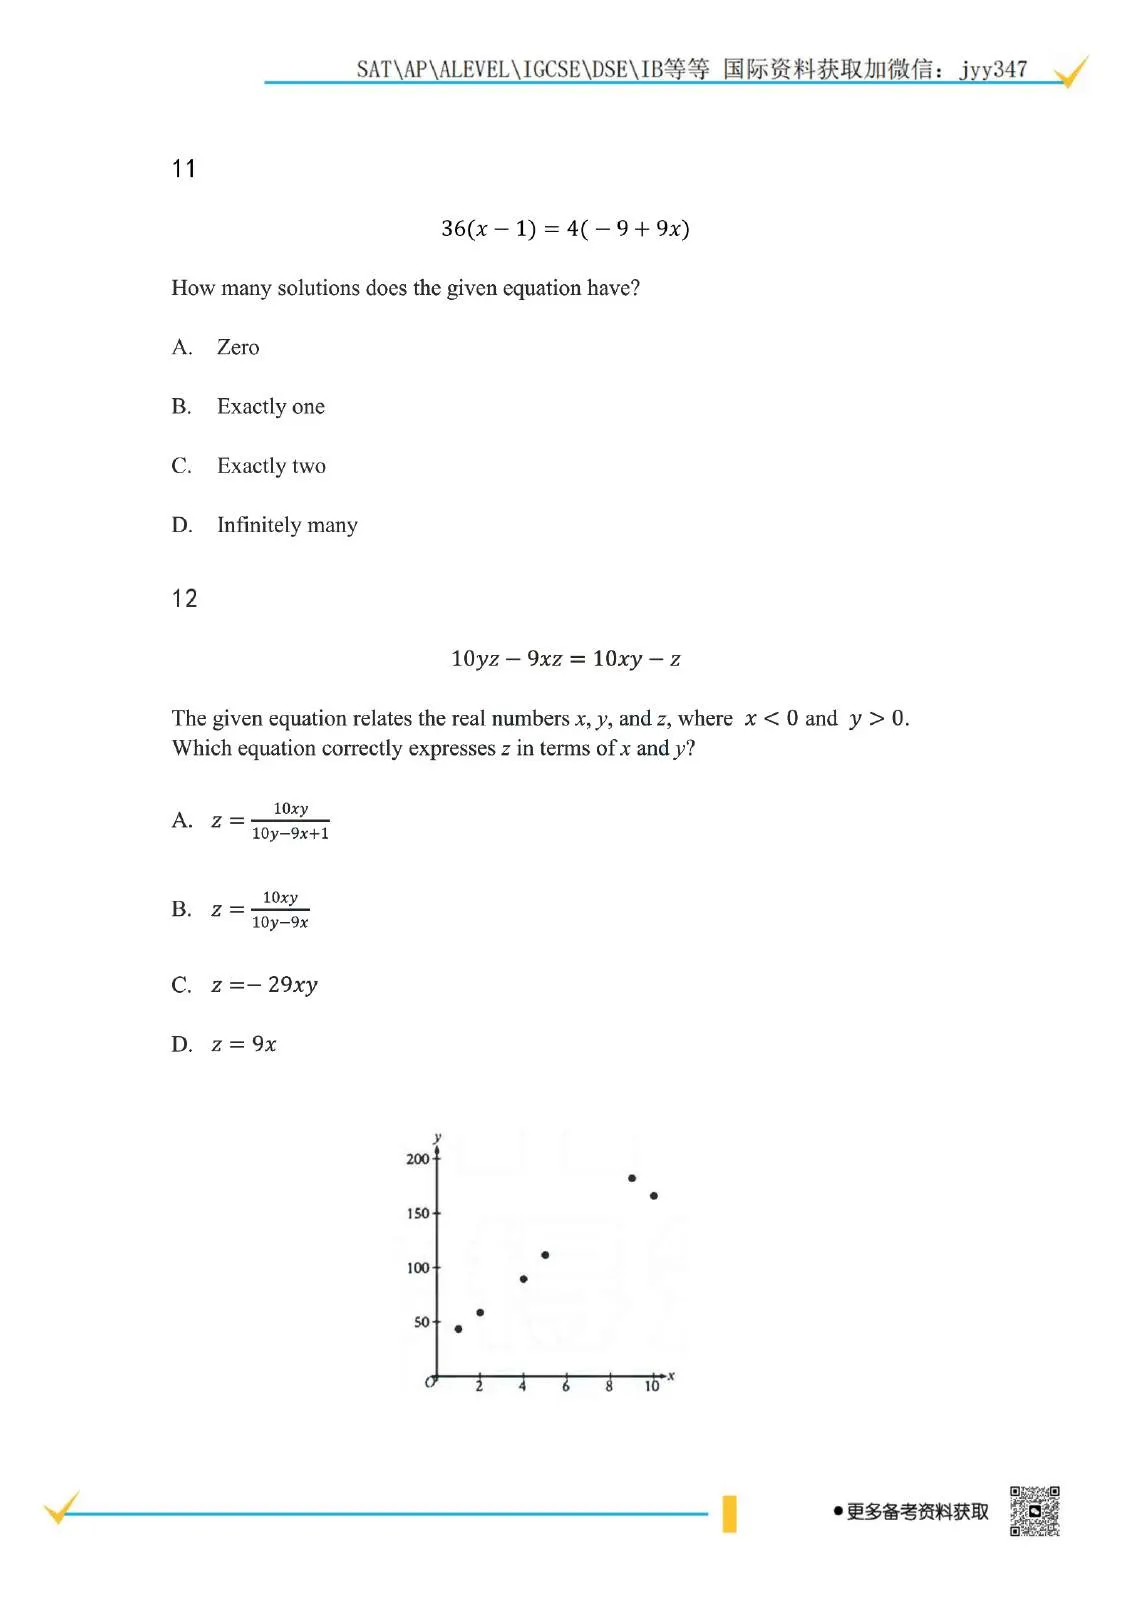 SAT\AP\ALEVEL\IGCSE\DSE\IB等等 国际资料获取加微信：jyy347
11
36(x − 1) = 4( − 9 + 9x)
How many solutions does the given equation have?
A. Zero
B. Exactly one
C. Exactly two
D. Infinitely many
12
10yz − 9xz = 10xy − z
The given equation relates the real numbers x, y, and z, where x < 0 and y > 0.
Which equation correctly expresses z in terms of x and y?
A. z = 10xy/10y−9x+1
B. z = 10xy/10y−9x
C. z =− 29xy
D. z = 9x
y
200
150
100
50
O 2 4 6 8 10 x
●更多备考资料获取